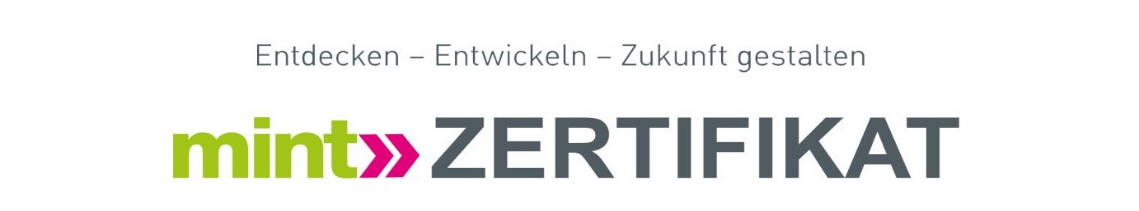 Entdecken – Entwickeln – Zukunft gestalten
mint»ZERTIFIKAT